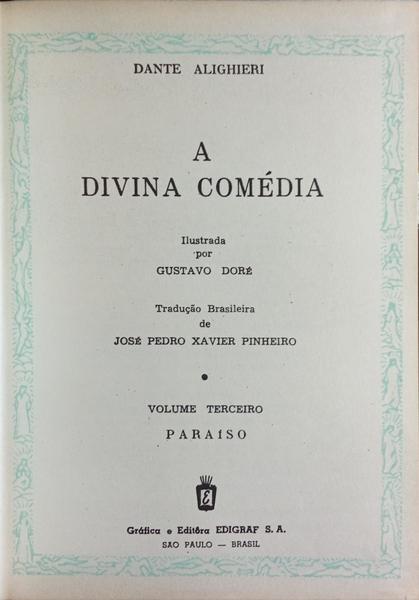 DANTE ALIGHIERI
A
DIVINA COMÉDIA
Ilustrada
por
GUSTAVO DORÉ
Tradução Brasileira
de
JOSÉ PEDRO XAVIER PINHEIRO
VOLUME TERCEIRO
PARAÍSO
E
Gráfica e Editôra EDIGRAF S. A.
SÃO PAULO — BRASIL